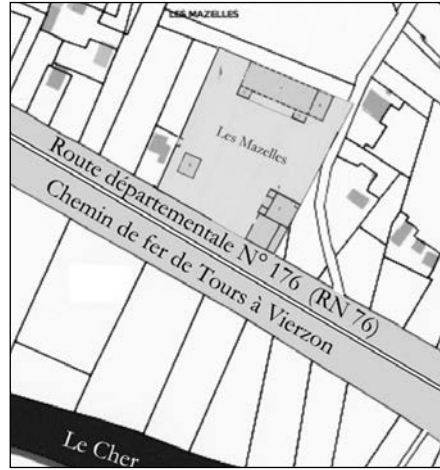 LES MAZELLES
Les Mazelles
Route départementale N° 176 (RN 76)
Chemin de fer de Tours à Vierzon
Le Cher